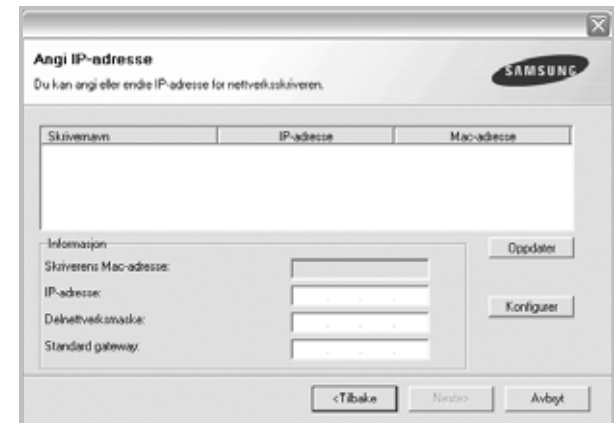 Angi IP-adresse
Du kan angi eller endre IP-adresse for nettverksskriveren.
SAMSUNG
Skrivernavn IP-adresse Mac-adresse
Informasjon
Skriverens Mac-adresse:
IP-adresse:
Delnettverksmaske:
Standard gateway:
Oppdater
Konfigurer
<Tilbake Neste> Avbryt